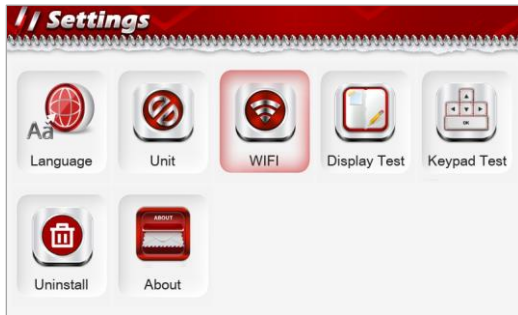 Settings
Aa
Language
Unit
WIFI
Display Test
OK
Keypad Test
Uninstall
ABOUT
About